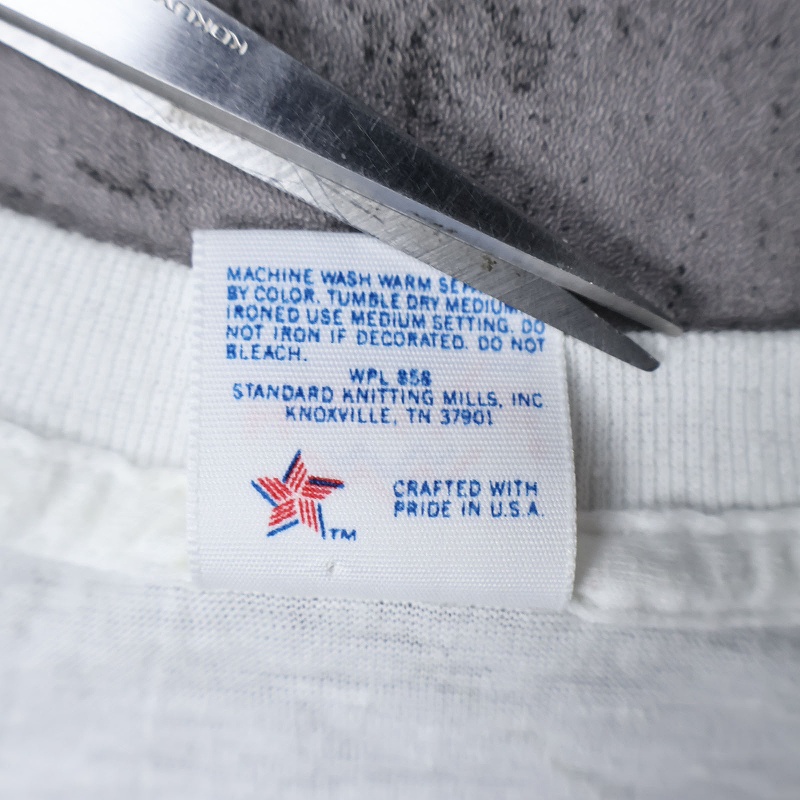 KOKU
MACHINE WASH WARM
BY COLOR. TUMBLE DRY MEDIUM.
IRONED USE MEDIUM SETTING. DO
NOT IRON IF DECORATED. DO NOT
BLEACH.
WPL 858
STANDARD KNITTING MILLS, INC
KNOXVILLE, TN 37901
CRAFTED WITH
PRIDE IN U.S.A.
TM